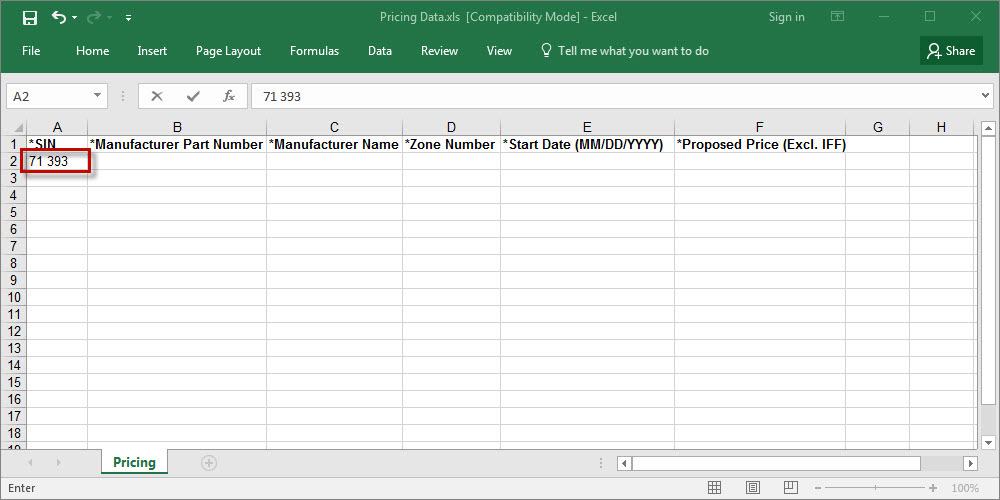 Pricing Data.xls [Compatibility Mode] - Excel Sign in
File Home Insert Page Layout Formulas Data Review View Tell me what you want to do Share
A2 fx 71 393
A B C D E F G H
1 *SIN *Manufacturer Part Number *Manufacturer Name *Zone Number *Start Date (MM/DD/YYYY) *Proposed Price (Excl. IFF)
2 71 393
3
4
5
6
7
8
9
10
11
12
13
14
15
16
17
18
19
Pricing
Enter 100%